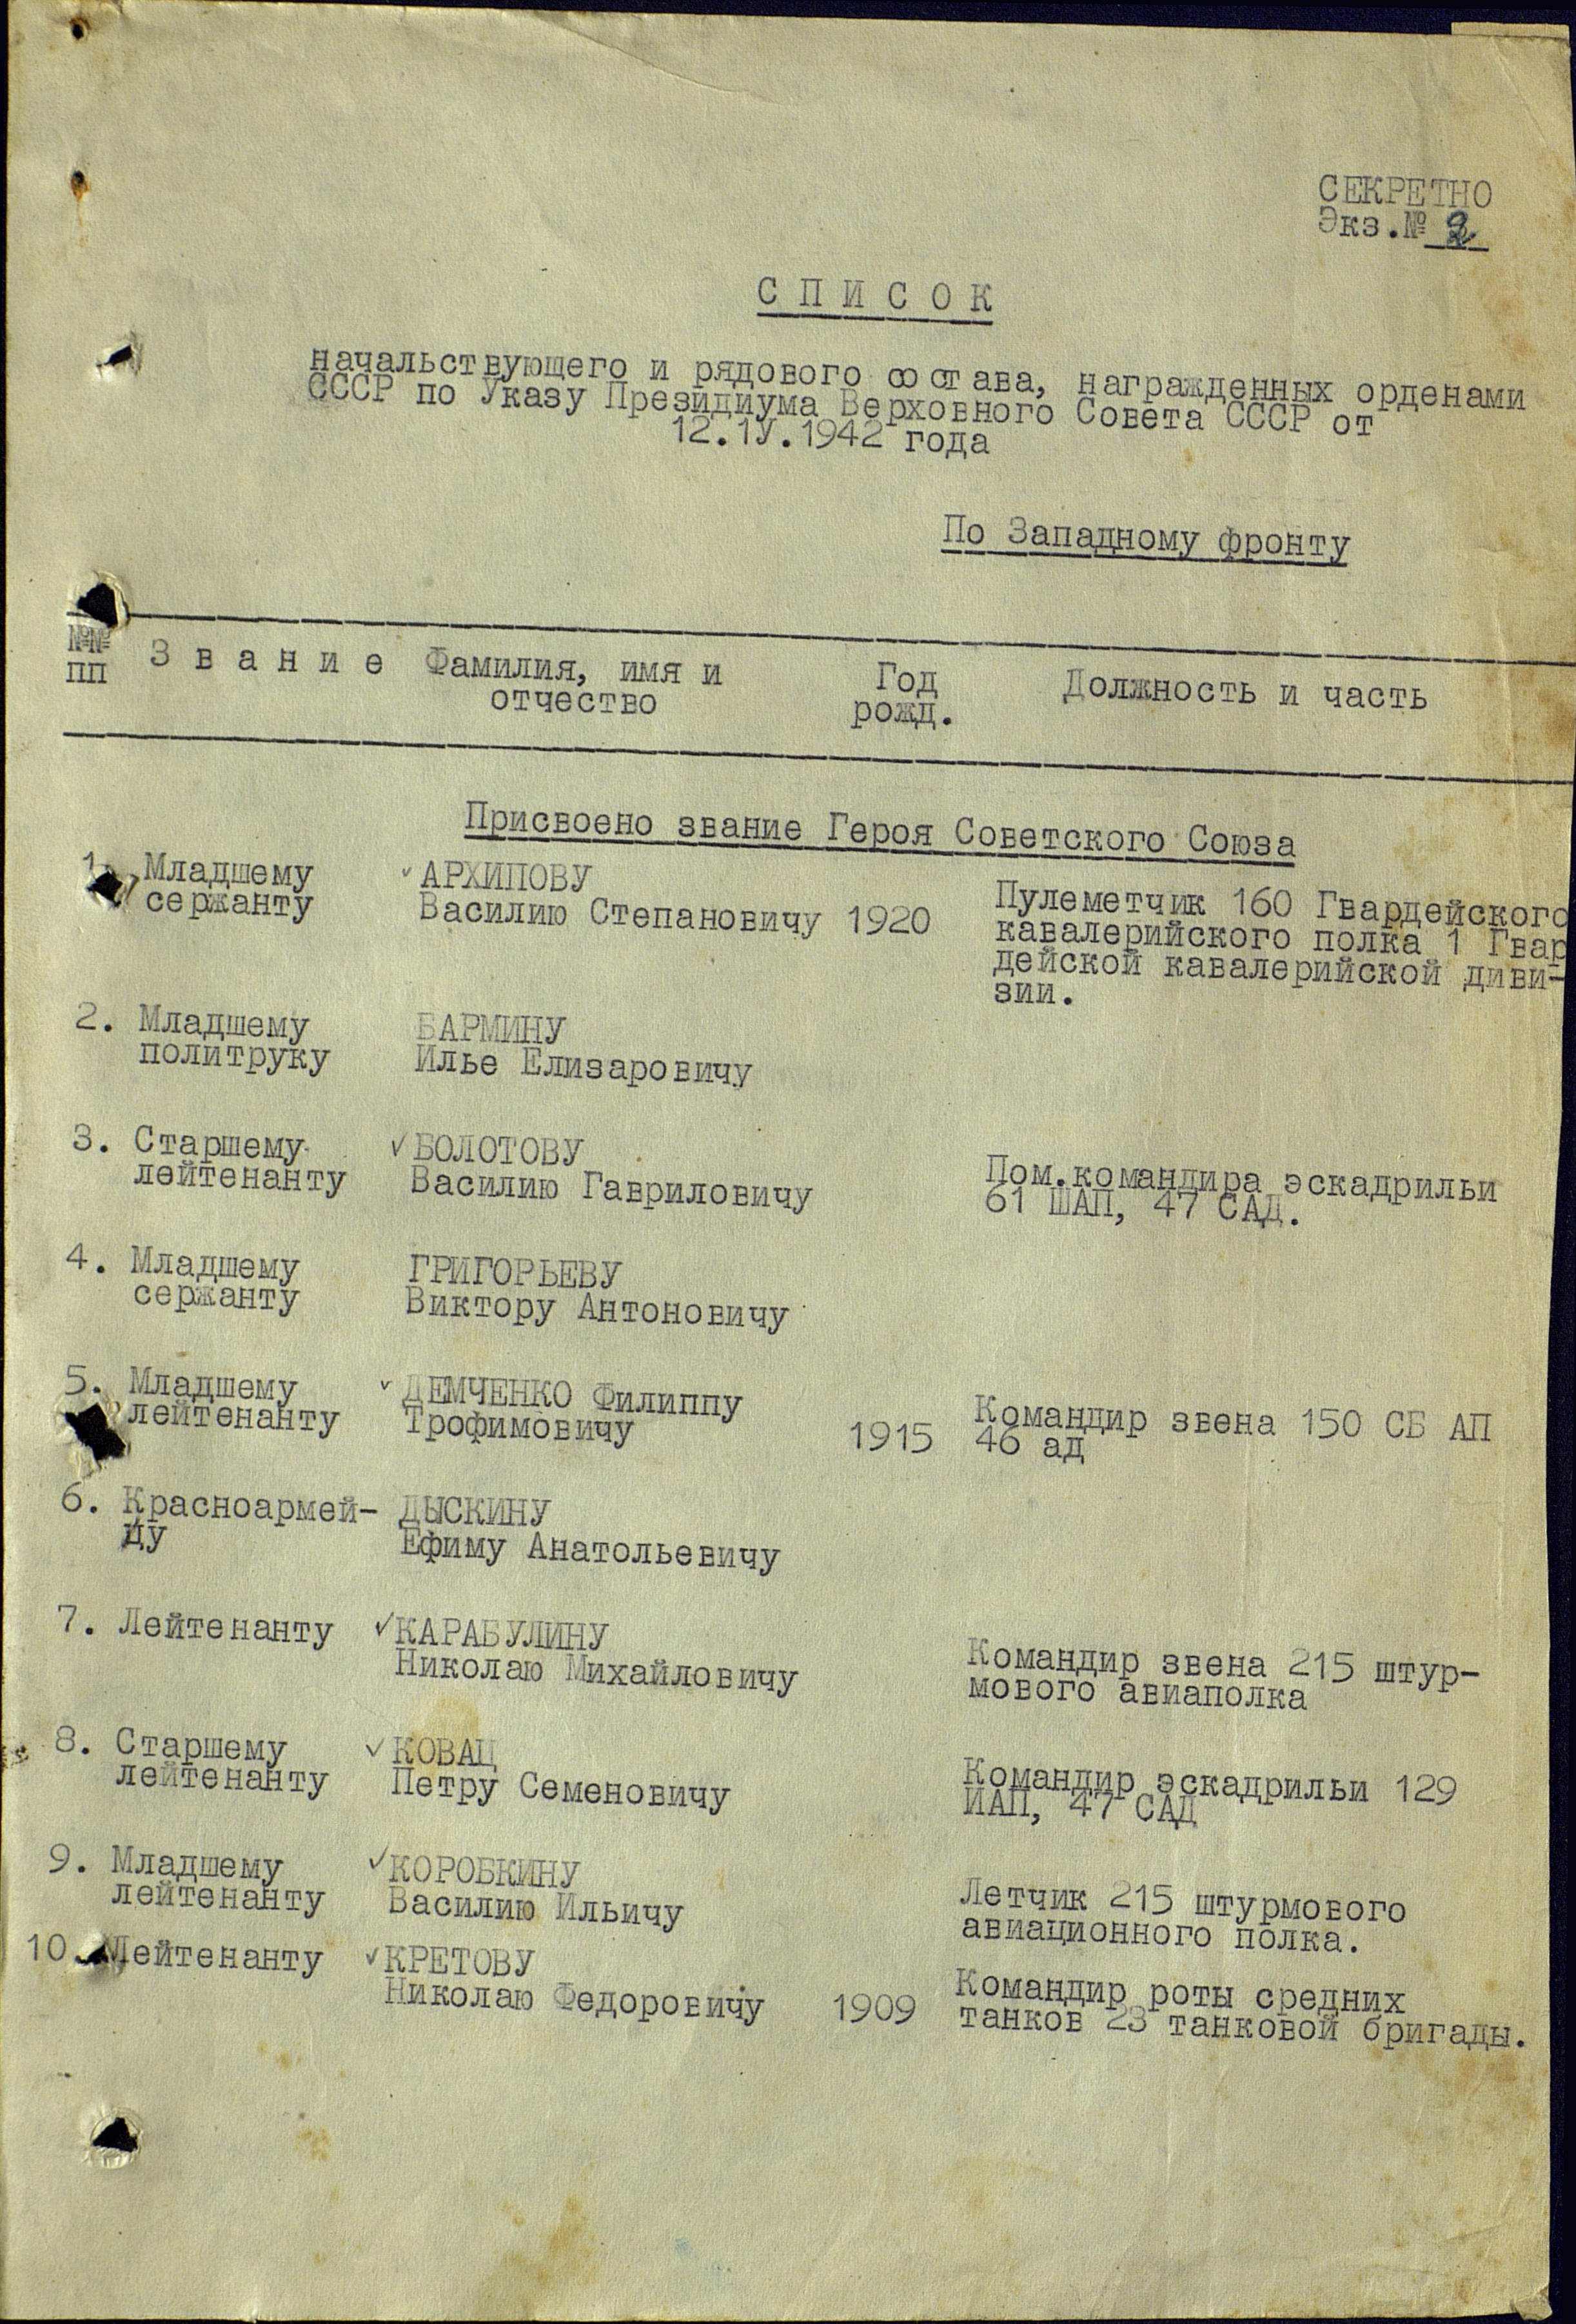 СЕКРЕТНО
Экз.№ 2
С П И С О К
начальствующего и рядового состава, награжденных орденами
СССР по Указу Президиума Верховного Совета СССР от
12.1У.1942 года
По Западному фронту
№№ пп З в а н и е Фамилия, имя и отчество Год рожд. Должность и часть
Присвоено звание Героя Советского Союза
1. Младшему АРХИПОВУ
сержанту Василию Степановичу 1920 Пулеметчик 160 Гвардейского
кавалерийского полка 1 Гвар
дейской кавалерийской диви-
зии.
2. Младшему БАРМИНУ
политруку Илье Елизаровичу
3. Старшему БОЛОТОВУ
лейтенанту Василию Гавриловичу Пом.командира эскадрильи
61 ШАП, 47 САД.
4. Младшему ГРИГОРЬЕВУ
сержанту Виктору Антоновичу
5. Младшему ДЕМЧЕНКО Филиппу
лейтенанту Трофимовичу 1915 Командир звена 150 СБ АП
46 ад
6. Красноармей- ДЫСКИНУ
цу Ефиму Анатольевичу
7. Лейтенанту КАРАБУЛИНУ
Николаю Михайловичу Командир звена 215 штур-
мового авиаполка
8. Старшему КОВАЦ
лейтенанту Петру Семеновичу Командир эскадрильи 129
ИАП, 47 САД
9. Младшему КОРОБКИНУ
лейтенанту Василию Ильичу Летчик 215 штурмового
авиационного полка.
10. Лейтенанту КРЕТОВУ
Николаю Федоровичу 1909 Командир роты средних
танков 23 танковой бригады.